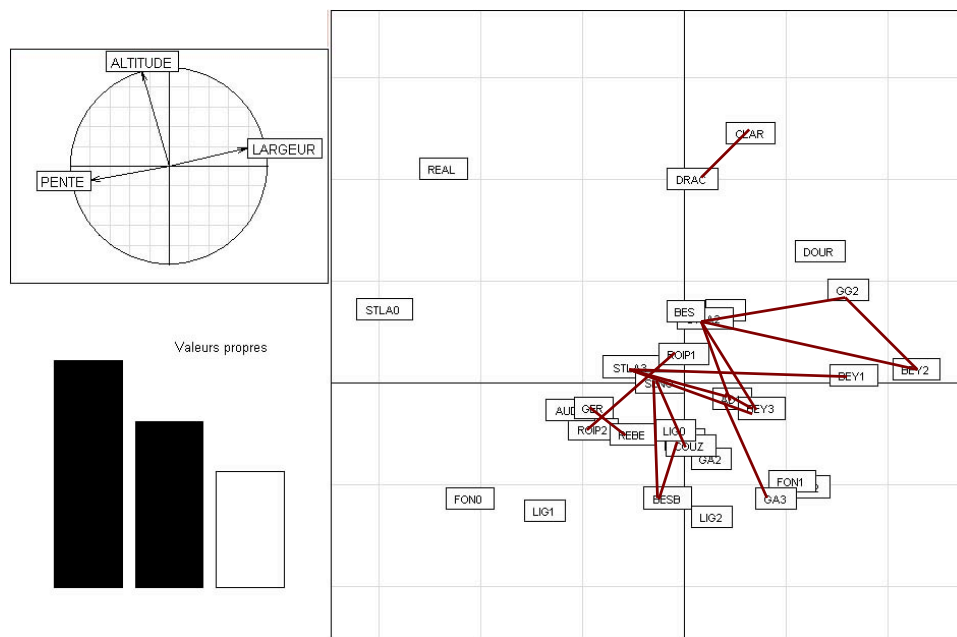 ALTITUDE
LARGEUR
PENTE
Valeurs propres
CLAR
REAL
DRAC
DOUR
GG2
STLA0
BES
ROIP1
STLA3
BEY1
BEY2
BEY3
AUD
GER
ROIP2
REBE
LIG0
COUZ
GA2
FON1
FON0
BESB
GA3
LIG1
LIG2